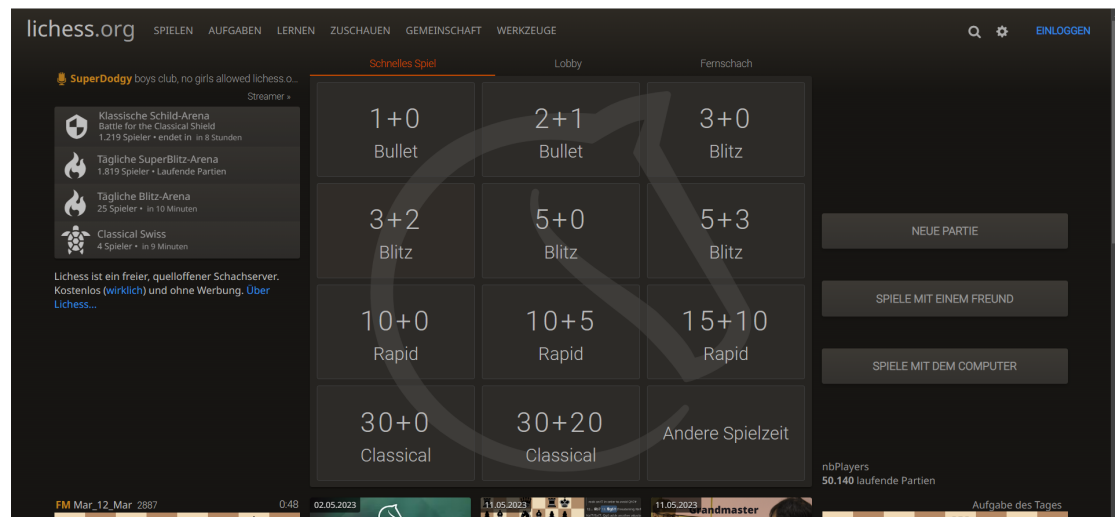 lichess.org SPIELEN AUFGABEN LERNEN ZUSCHAUEN GEMEINSCHAFT WERKZEUGE EINLOGGEN
SuperDodgy boys club, no girls allowed lichess.o...
Streamer »
Klassische Schild-Arena
Battle for the Classical Shield
1.219 Spieler • endet in in 8 Stunden
Tägliche SuperBlitz-Arena
1.819 Spieler • Laufende Partien
Tägliche Blitz-Arena
25 Spieler • in 10 Minuten
Classical Swiss
4 Spieler • in 9 Minuten
Lichess ist ein freier, quelloffener Schachserver.
Kostenlos (wirklich) und ohne Werbung. Über
Lichess...
Schnelles Spiel Lobby Fernschach
1+0
Bullet
2+1
Bullet
3+0
Blitz
3+2
Blitz
5+0
Blitz
5+3
Blitz
10+0
Rapid
10+5
Rapid
15+10
Rapid
30+0
Classical
30+20
Classical
Andere Spielzeit
NEUE PARTIE
SPIELE MIT EINEM FREUND
SPIELE MIT DEM COMPUTER
nbPlayers
50.140 laufende Partien
FM Mar_12_Mar 2887 0:48
02.05.2023
11.05.2023
11.05.2023
Grandmaster
Aufgabe des Tages